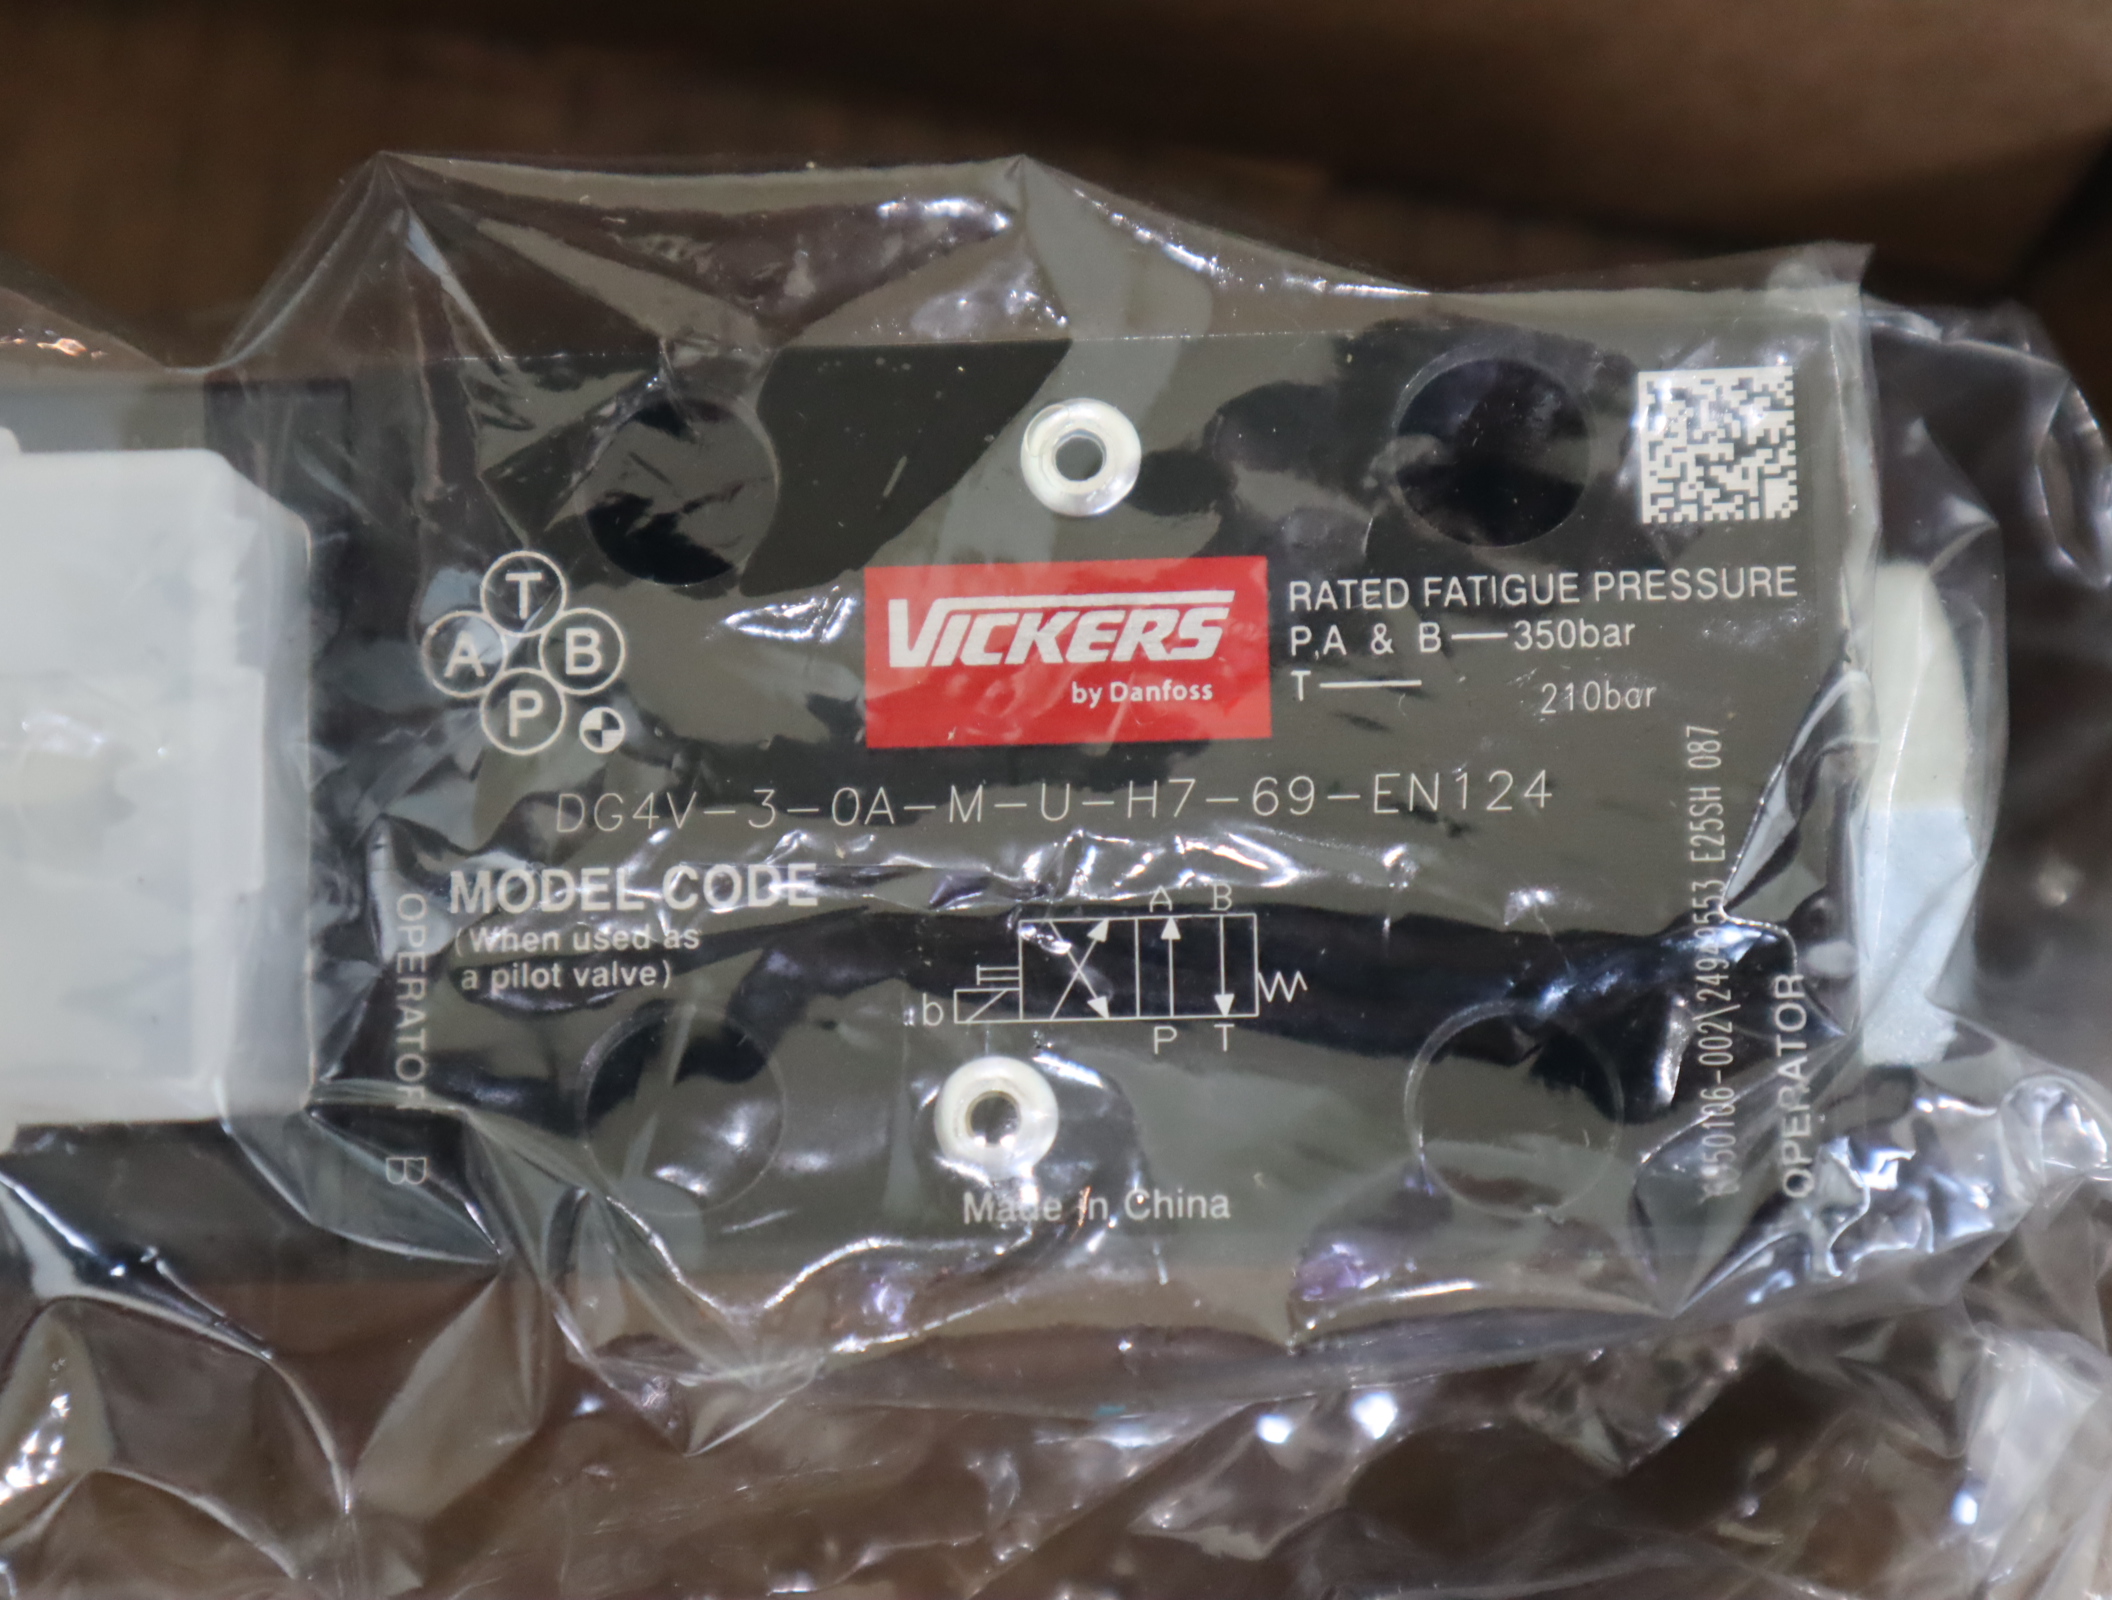 T
A B
P
VICKERS
by Danfoss
RATED FATIGUE PRESSURE
P,A & B—350bar
T— 210bar
DG4V-3-0A-M-U-H7-69-EN124
MODEL CODE
(When used as
a pilot valve)
OPERATOR B
A B
b
P T
E25SH 087
OPERATOR
Made in China